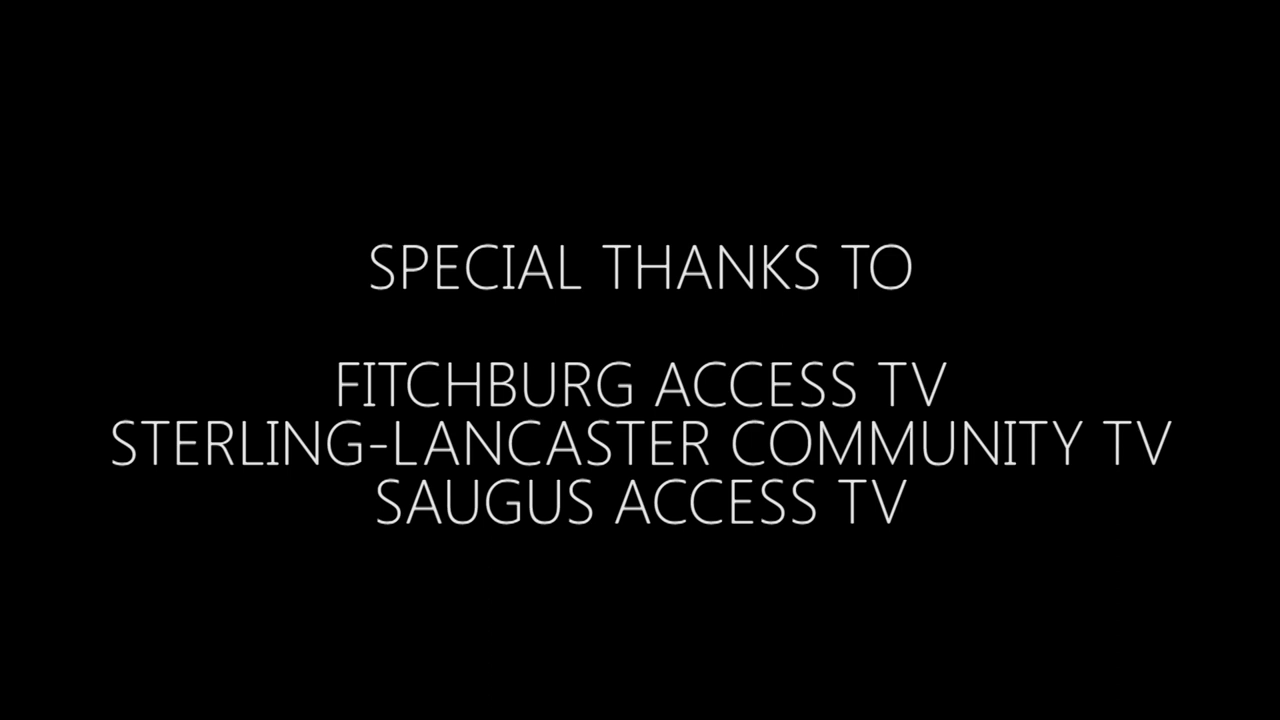 SPECIAL THANKS TO
FITCHBURG ACCESS TV
STERLING-LANCASTER COMMUNITY TV
SAUGUS ACCESS TV